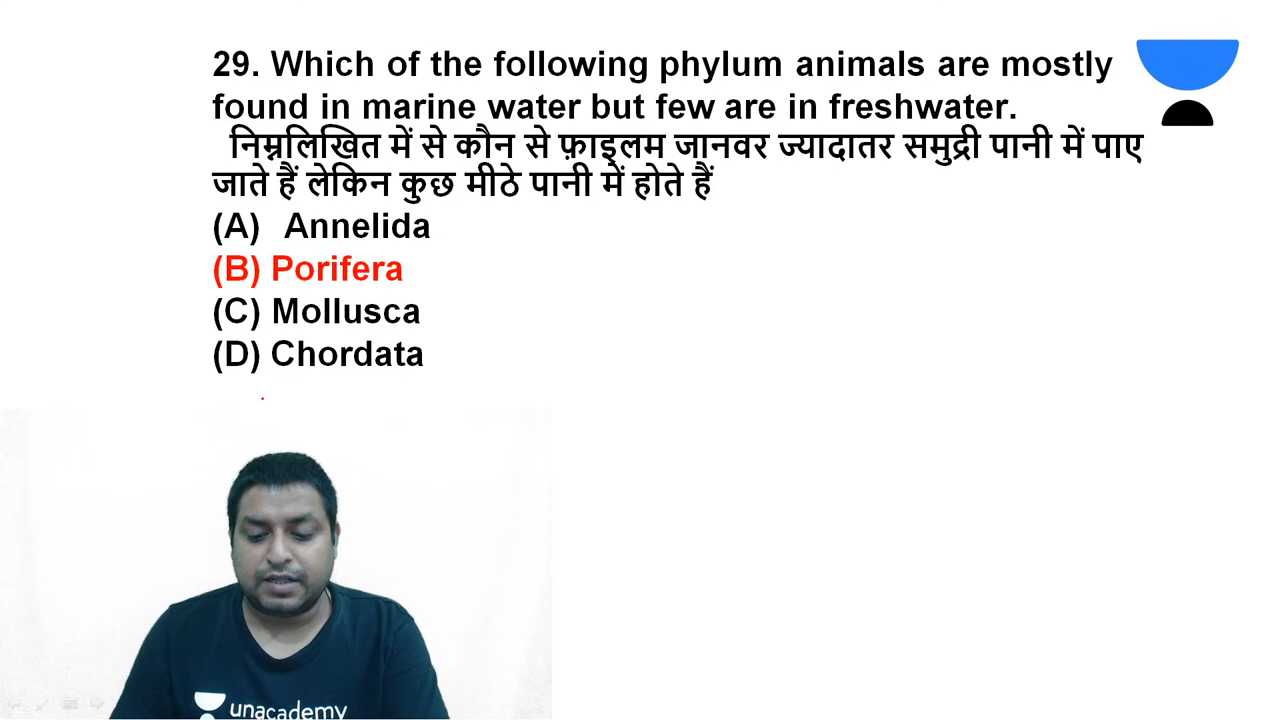 29. Which of the following phylum animals are mostly
found in marine water but few are in freshwater.
निम्नलिखित में से कौन से फ़ाइलम जानवर ज्यादातर समुद्री पानी में पाए
जाते हैं लेकिन कुछ मीठे पानी में होते हैं
(A) Annelida
(B) Porifera
(C) Mollusca
(D) Chordata
unacademy